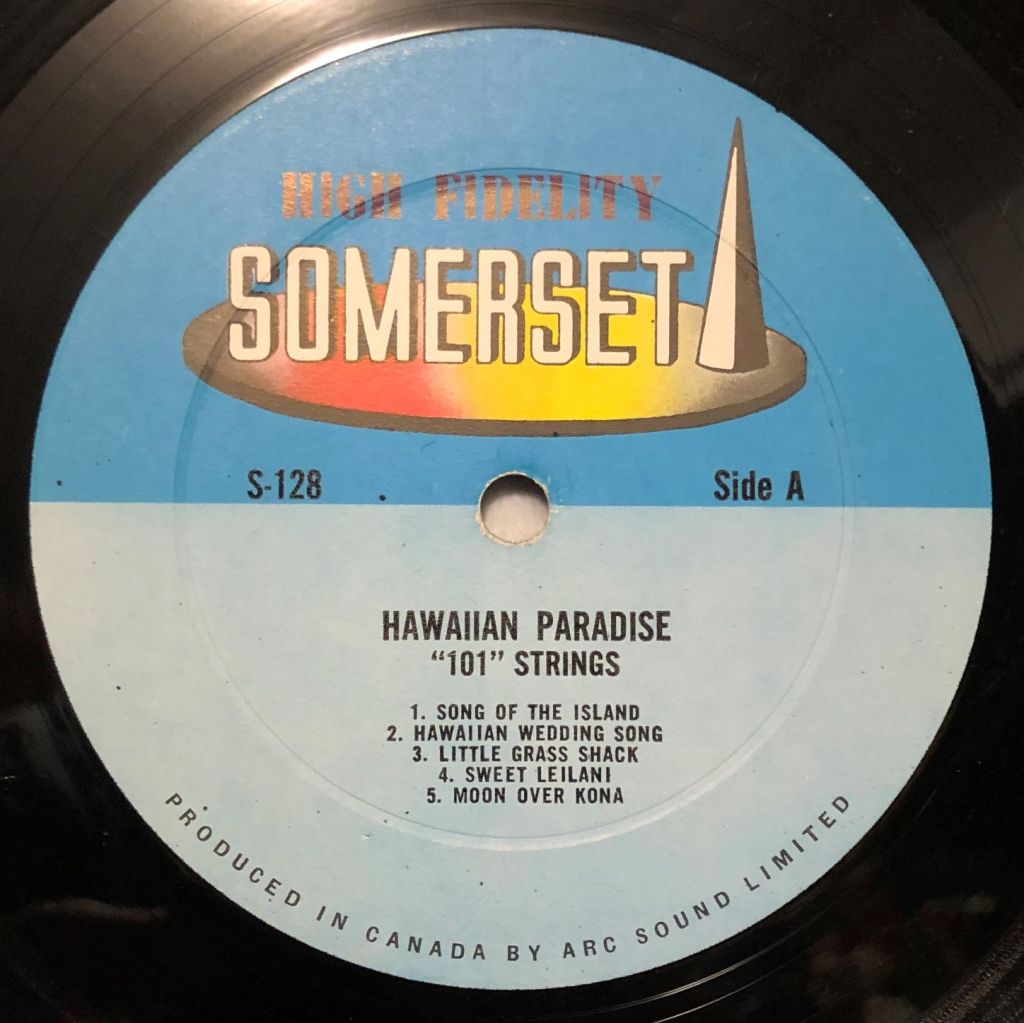 HIGH FIDELITY
SOMERSET
S-128 Side A
HAWAIIAN PARADISE
“101” STRINGS
1. SONG OF THE ISLAND
2. HAWAIIAN WEDDING SONG
3. LITTLE GRASS SHACK
4. SWEET LEILANI
5. MOON OVER KONA
PRODUCED IN CANADA BY ARC SOUND LIMITED